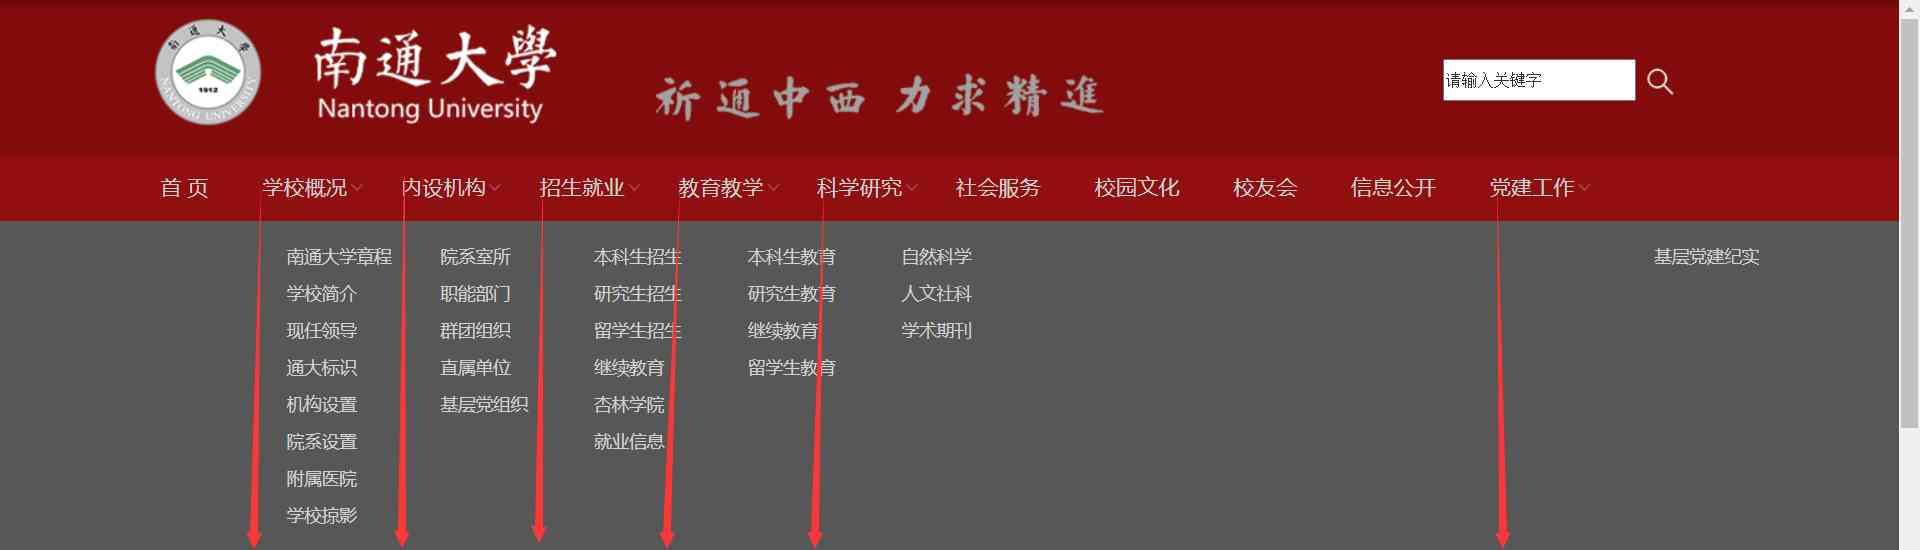 南通大學
NANTONG UNIVERSITY
1912
南通大學
Nantong University
祈通中西 力求精進
请输入关键字
首 页
学校概况
内设机构
招生就业
教育教学
科学研究
社会服务
校园文化
校友会
信息公开
党建工作
南通大学章程
学校简介
现任领导
通大标识
机构设置
院系设置
附属医院
学校掠影
院系室所
职能部门
群团组织
直属单位
基层党组织
本科生招生
研究生招生
留学生招生
继续教育
杏林学院
就业信息
本科生教育
研究生教育
继续教育
留学生教育
自然科学
人文社科
学术期刊
基层党建纪实